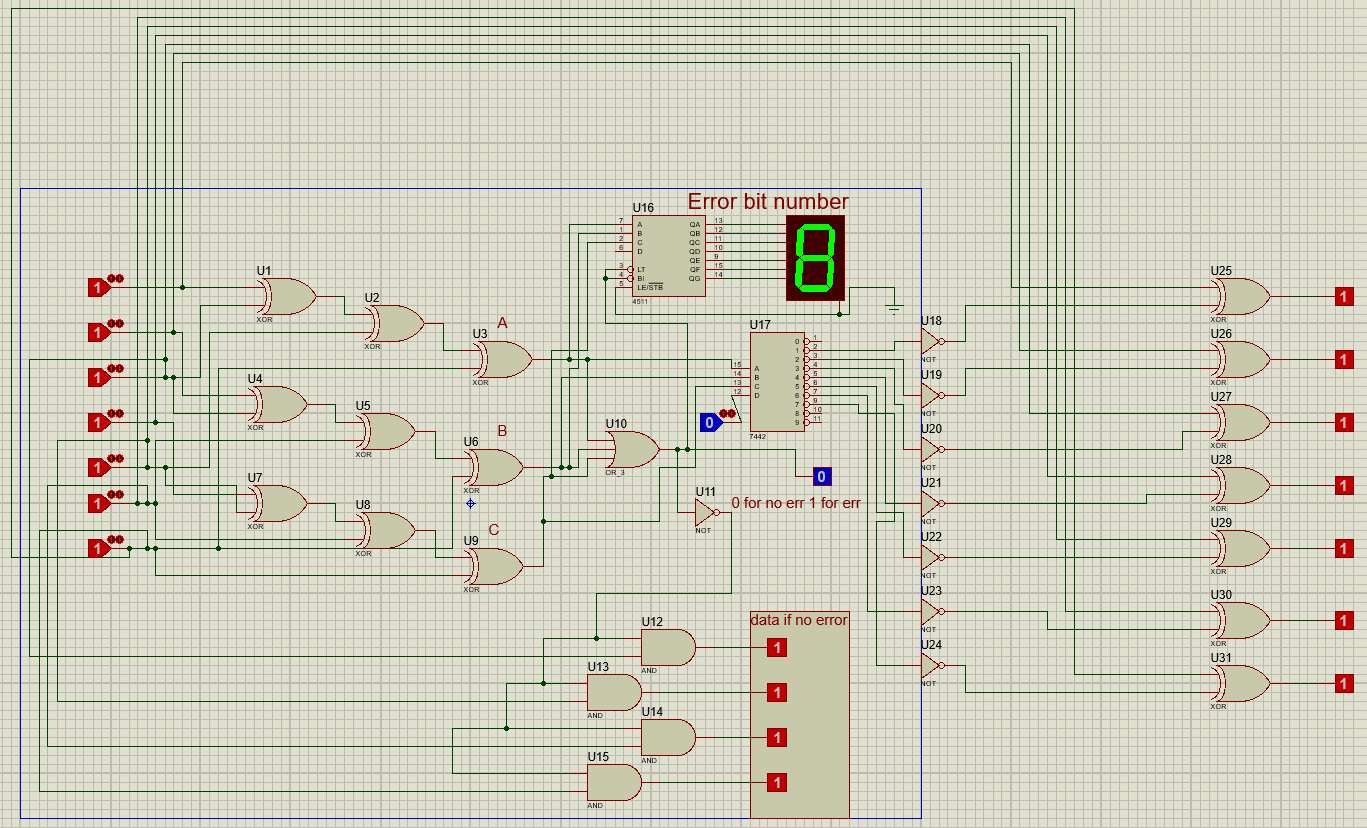 Error bit number
U16
7 A QA 13
1 B QB 12
2 C QC 11
6 D QD 10
QE 9
3 LT QF 15
4 BI QG 14
5 LE/STB
4511
8
U1
XOR
U2
XOR
U3
XOR
A
U4
XOR
U5
XOR
U6
XOR
B
U7
XOR
U8
XOR
U9
XOR
C
1
1
1
1
1
1
1
U10
OR_3
U11
NOT
0
0 for no err 1 for err
U17
0 1
1 2
2 3
15 A 3 4
14 B 4 5
13 C 5 6
12 D 6 7
7 9
8 10
9 11
7442
0
U18
NOT
U19
NOT
U20
NOT
U21
NOT
U22
NOT
U23
NOT
U24
NOT
U12
AND
U13
AND
U14
AND
U15
AND
data if no error
1
1
1
1
U25
XOR
1
U26
XOR
1
U27
XOR
1
U28
XOR
1
U29
XOR
1
U30
XOR
1
U31
XOR
1